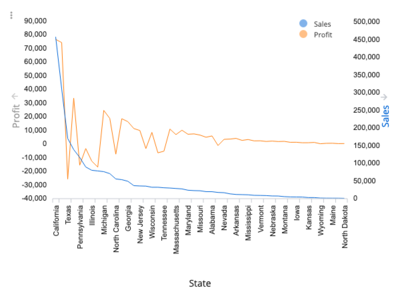 90,000
80,000
70,000
60,000
50,000
40,000
30,000
20,000
10,000
0
-10,000
-20,000
-30,000
-40,000
Profit
Sales
Profit
500,000
450,000
400,000
350,000
300,000
250,000
200,000
150,000
100,000
50,000
0
Sales
California
Texas
Pennsylvania
Illinois
Michigan
North Carolina
Georgia
New Jersey
Wisconsin
Tennessee
Massachusetts
Maryland
Missouri
Alabama
Nevada
Arkansas
Mississippi
Vermont
Nebraska
Montana
Iowa
Kansas
Wyoming
Maine
North Dakota
State